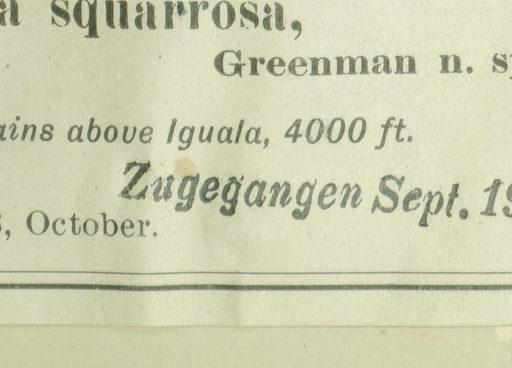 a squarrosa,
Greenman n. s
ains above Iguala, 4000 ft.
Zugegangen Sept. 19
, October.